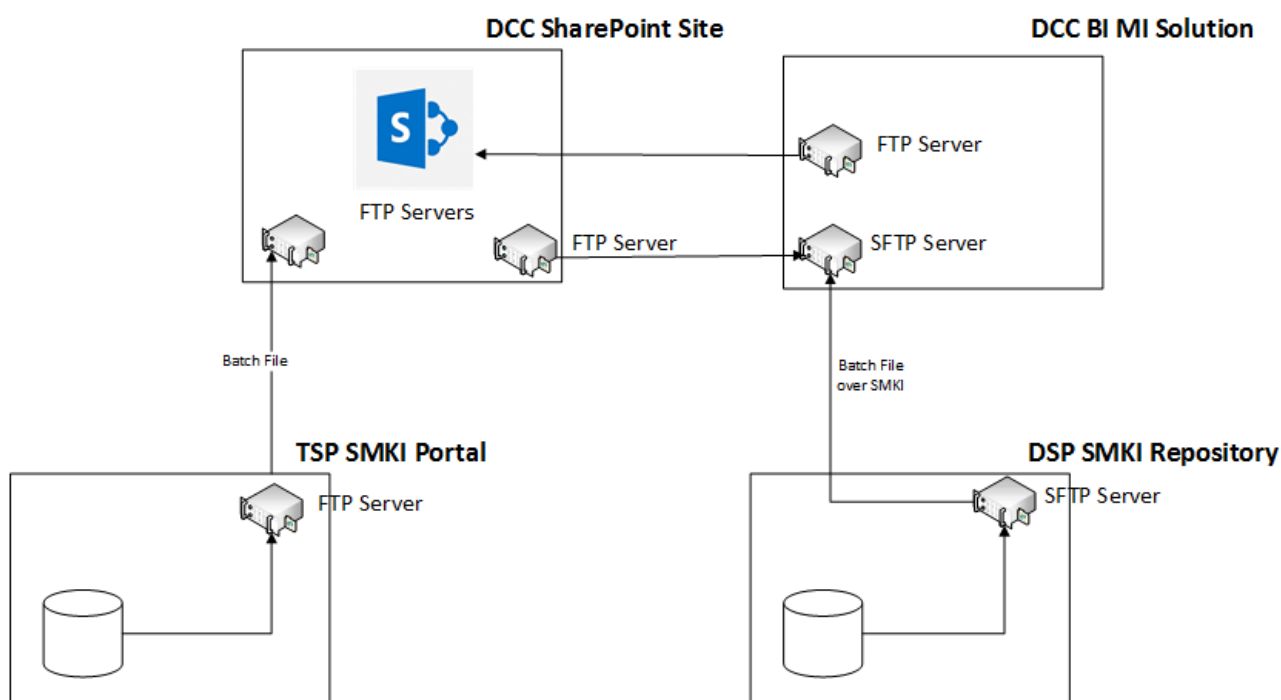 DCC SharePoint Site
DCC BI MI Solution
S
FTP Server
FTP Servers
FTP Server
SFTP Server
Batch File
Batch File
over SMKI
TSP SMKI Portal
DSP SMKI Repository
FTP Server
SFTP Server